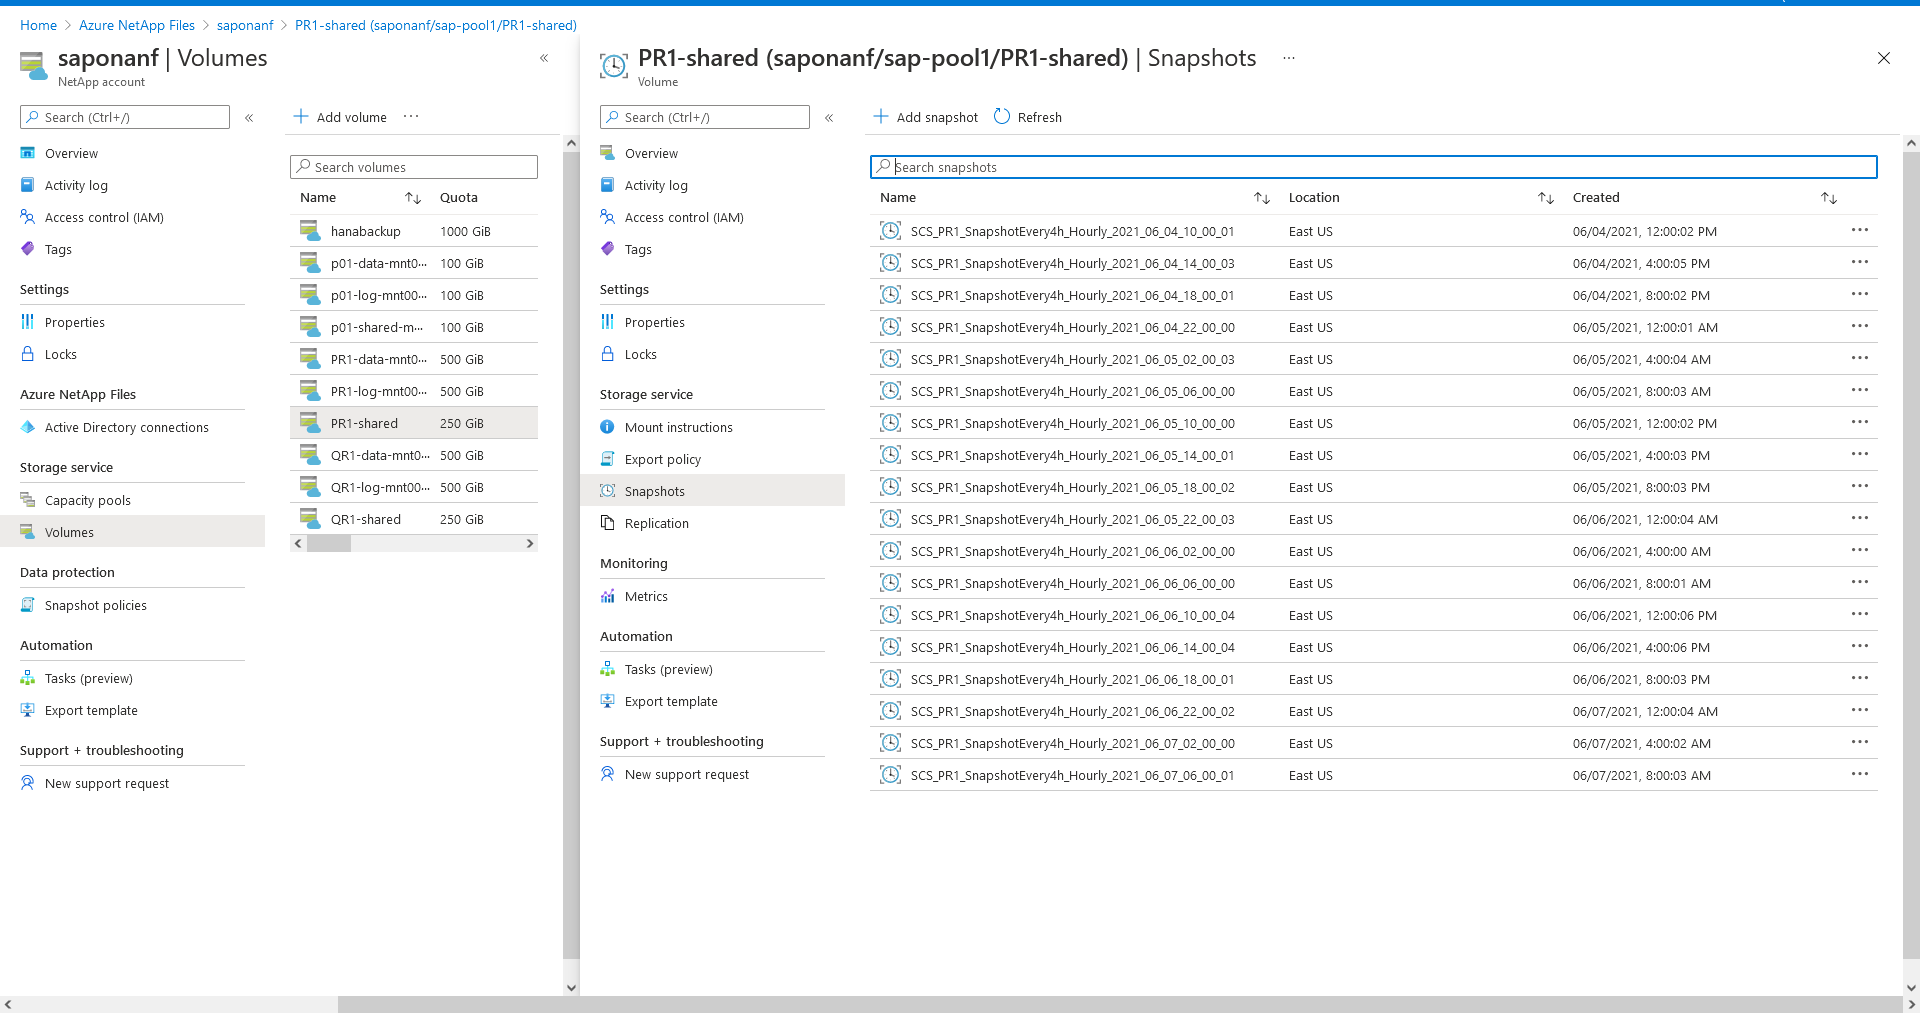 Home > Azure NetApp Files > saponanf > PR1-shared (saponanf/sap-pool1/PR1-shared)
saponanf | Volumes
NetApp account
Search (Ctrl+/)
Overview
Activity log
Access control (IAM)
Tags
Settings
Properties
Locks
Azure NetApp Files
Active Directory connections
Storage service
Capacity pools
Volumes
Data protection
Snapshot policies
Automation
Tasks (preview)
Export template
Support + troubleshooting
New support request
Add volume
Search volumes
Name Quota
hanabackup 1000 GiB
p01-data-mnt0... 100 GiB
p01-log-mnt00... 100 GiB
p01-shared-m... 100 GiB
PR1-data-mnt0... 500 GiB
PR1-log-mnt00... 500 GiB
PR1-shared 250 GiB
QR1-data-mnt0... 500 GiB
QR1-log-mnt00... 500 GiB
QR1-shared 250 GiB
PR1-shared (saponanf/sap-pool1/PR1-shared) | Snapshots ...
Volume
Search (Ctrl+/)
Overview
Activity log
Access control (IAM)
Tags
Settings
Properties
Locks
Storage service
Mount instructions
Export policy
Snapshots
Replication
Monitoring
Metrics
Automation
Tasks (preview)
Export template
Support + troubleshooting
New support request
Add snapshot Refresh
Search snapshots
Name Location Created
SCS_PR1_SnapshotEvery4h_Hourly_2021_06_04_10_00_01 East US 06/04/2021, 12:00:02 PM
SCS_PR1_SnapshotEvery4h_Hourly_2021_06_04_14_00_03 East US 06/04/2021, 4:00:05 PM
SCS_PR1_SnapshotEvery4h_Hourly_2021_06_04_18_00_01 East US 06/04/2021, 8:00:02 PM
SCS_PR1_SnapshotEvery4h_Hourly_2021_06_04_22_00_00 East US 06/05/2021, 12:00:01 AM
SCS_PR1_SnapshotEvery4h_Hourly_2021_06_05_02_00_03 East US 06/05/2021, 4:00:04 AM
SCS_PR1_SnapshotEvery4h_Hourly_2021_06_05_06_00_00 East US 06/05/2021, 8:00:03 AM
SCS_PR1_SnapshotEvery4h_Hourly_2021_06_05_10_00_00 East US 06/05/2021, 12:00:02 PM
SCS_PR1_SnapshotEvery4h_Hourly_2021_06_05_14_00_01 East US 06/05/2021, 4:00:03 PM
SCS_PR1_SnapshotEvery4h_Hourly_2021_06_05_18_00_02 East US 06/05/2021, 8:00:03 PM
SCS_PR1_SnapshotEvery4h_Hourly_2021_06_05_22_00_03 East US 06/06/2021, 12:00:04 AM
SCS_PR1_SnapshotEvery4h_Hourly_2021_06_06_02_00_00 East US 06/06/2021, 4:00:00 AM
SCS_PR1_SnapshotEvery4h_Hourly_2021_06_06_06_00_00 East US 06/06/2021, 8:00:01 AM
SCS_PR1_SnapshotEvery4h_Hourly_2021_06_06_10_00_04 East US 06/06/2021, 12:00:06 PM
SCS_PR1_SnapshotEvery4h_Hourly_2021_06_06_14_00_04 East US 06/06/2021, 4:00:06 PM
SCS_PR1_SnapshotEvery4h_Hourly_2021_06_06_18_00_01 East US 06/06/2021, 8:00:03 PM
SCS_PR1_SnapshotEvery4h_Hourly_2021_06_06_22_00_02 East US 06/07/2021, 12:00:04 AM
SCS_PR1_SnapshotEvery4h_Hourly_2021_06_07_02_00_00 East US 06/07/2021, 4:00:02 AM
SCS_PR1_SnapshotEvery4h_Hourly_2021_06_07_06_00_01 East US 06/07/2021, 8:00:03 AM